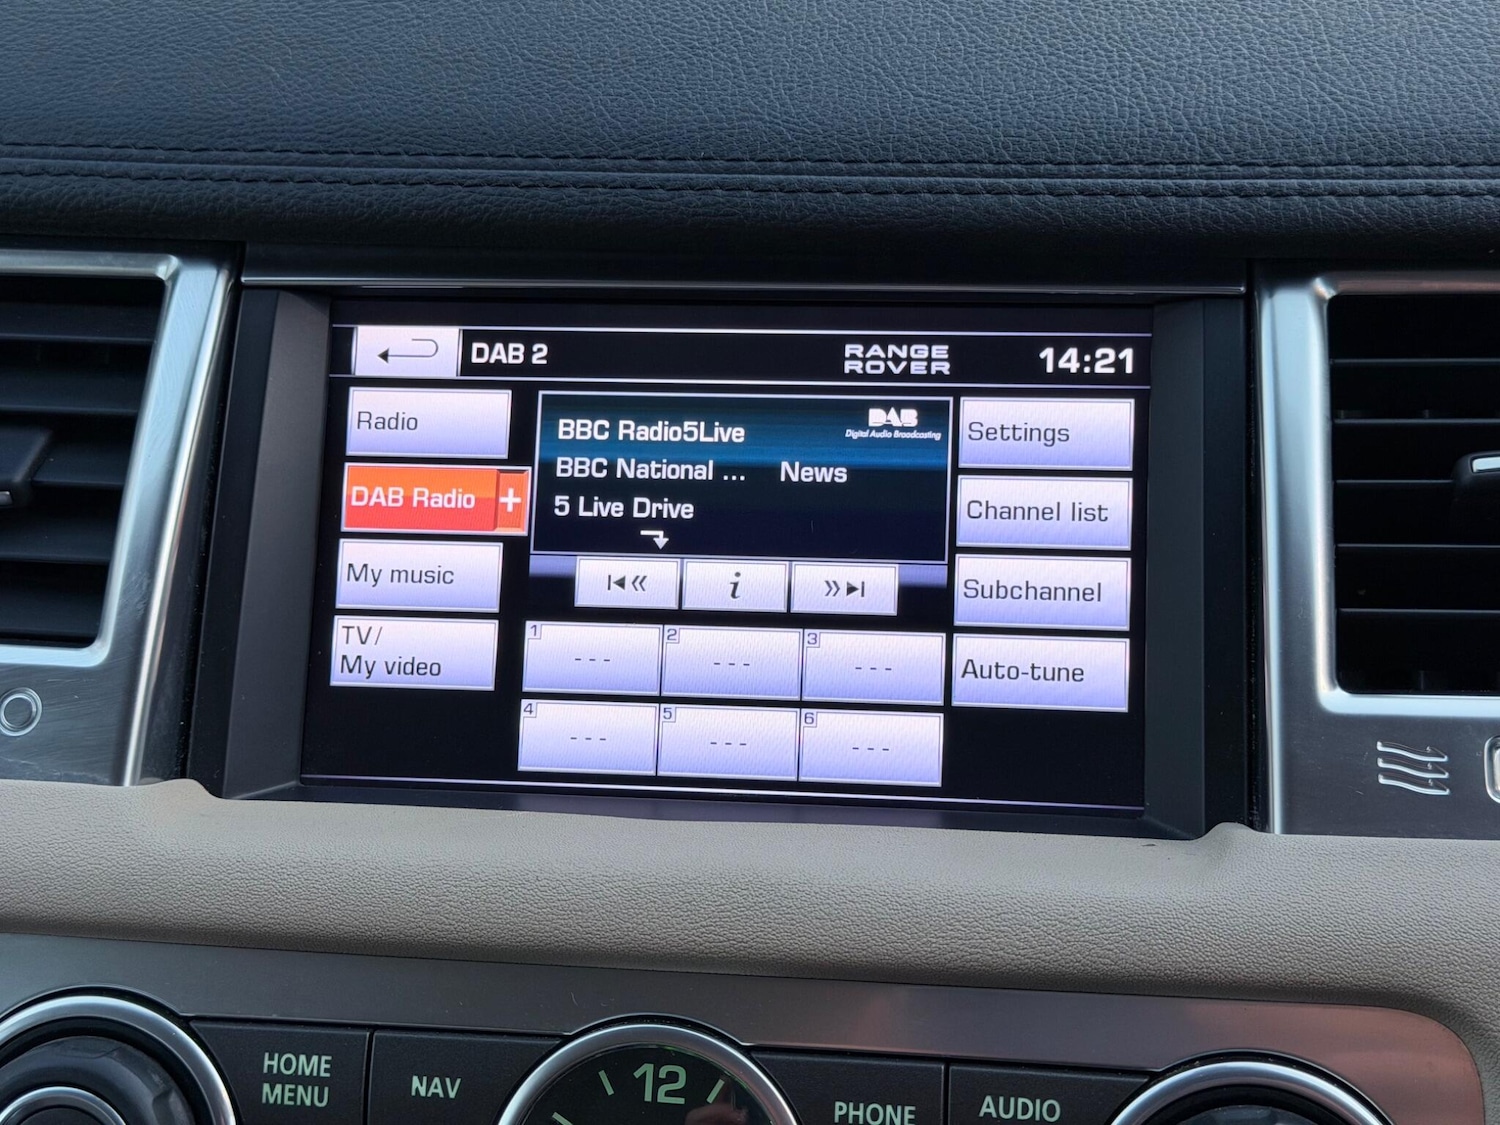 DAB 2
RANGE
ROVER
14:21
Radio
DAB Radio +
My music
TV/
My video
BBC Radio5Live
DAB
Digital Audio Broadcasting
BBC National ... News
5 Live Drive
i
Settings
Channel list
Subchannel
Auto-tune
1 ---
2 ---
3 ---
4 ---
5 ---
6 ---
HOME
MENU
NAV
12
PHONE
AUDIO